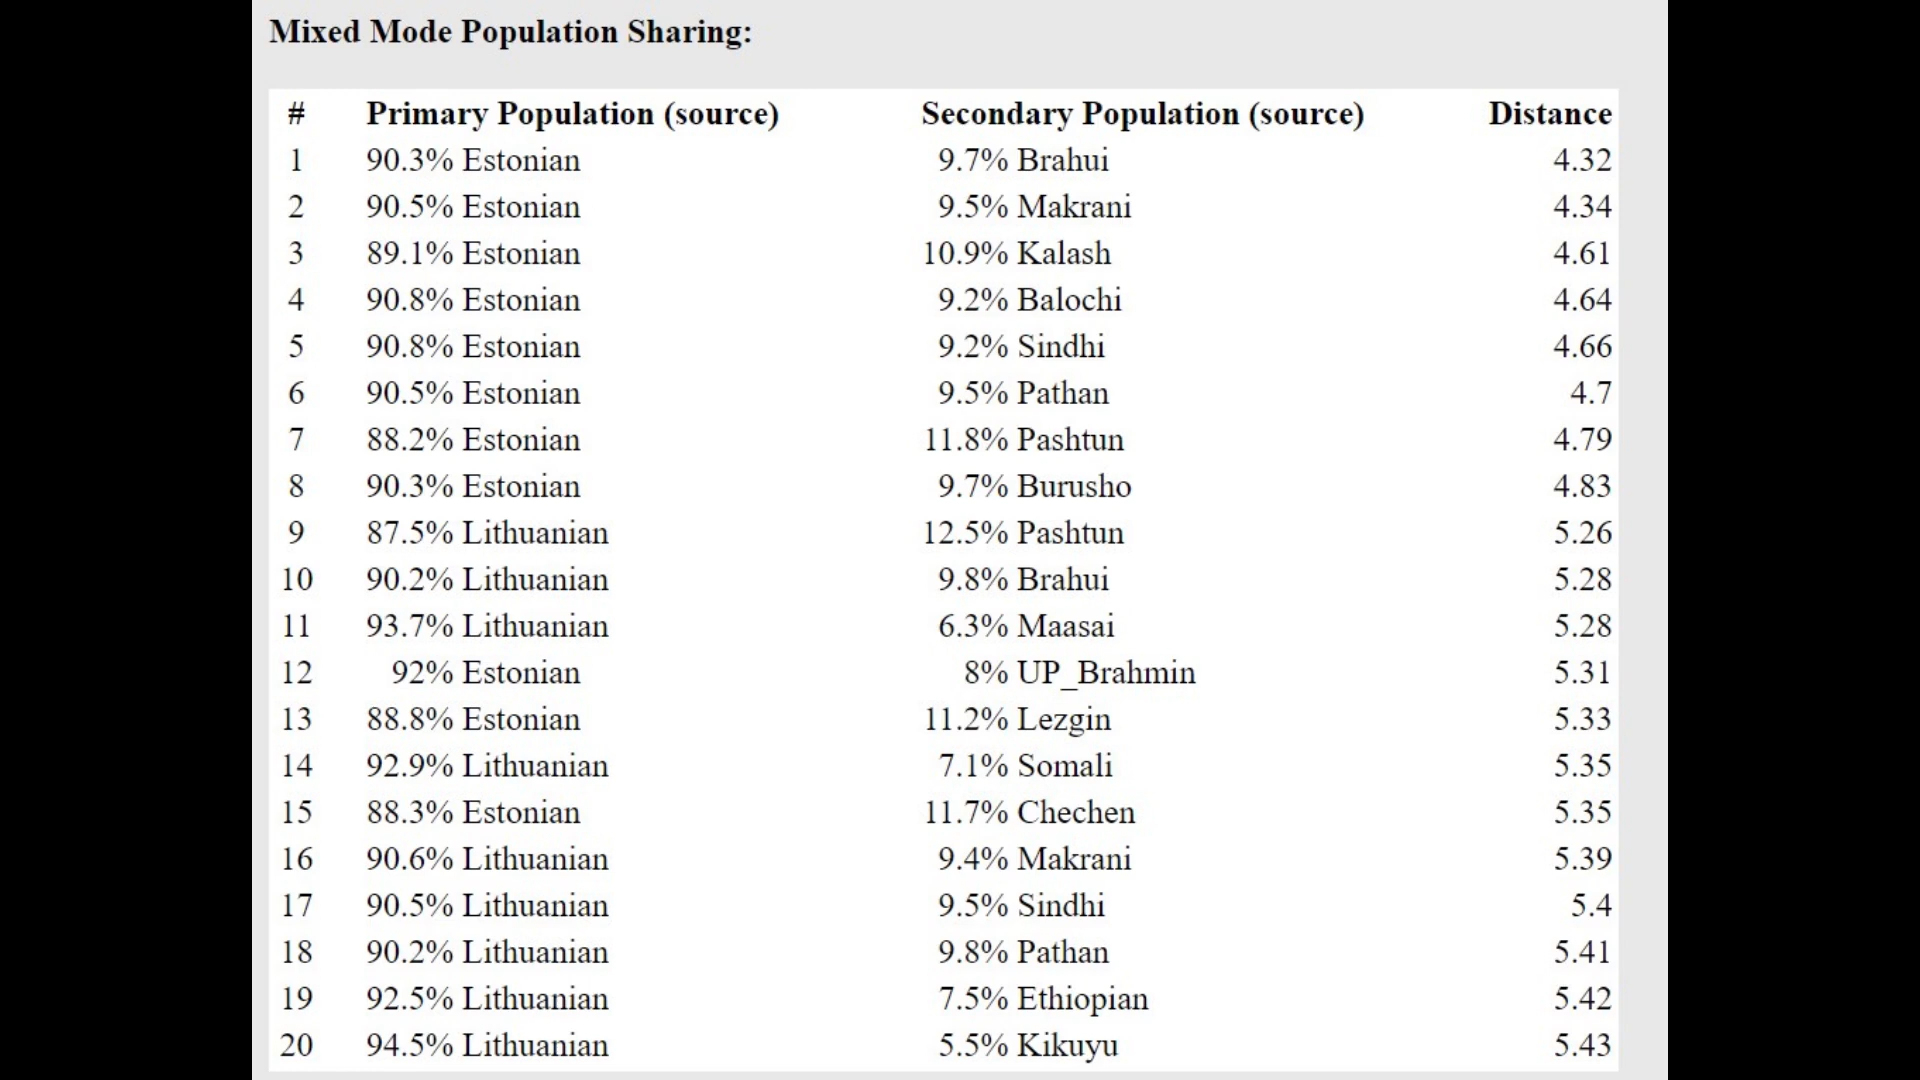 Mixed Mode Population Sharing:
# Primary Population (source) Secondary Population (source) Distance
1 90.3% Estonian 9.7% Brahui 4.32
2 90.5% Estonian 9.5% Makrani 4.34
3 89.1% Estonian 10.9% Kalash 4.61
4 90.8% Estonian 9.2% Balochi 4.64
5 90.8% Estonian 9.2% Sindhi 4.66
6 90.5% Estonian 9.5% Pathan 4.7
7 88.2% Estonian 11.8% Pashtun 4.79
8 90.3% Estonian 9.7% Burusho 4.83
9 87.5% Lithuanian 12.5% Pashtun 5.26
10 90.2% Lithuanian 9.8% Brahui 5.28
11 93.7% Lithuanian 6.3% Maasai 5.28
12 92% Estonian 8% UP_Brahmin 5.31
13 88.8% Estonian 11.2% Lezgin 5.33
14 92.9% Lithuanian 7.1% Somali 5.35
15 88.3% Estonian 11.7% Chechen 5.35
16 90.6% Lithuanian 9.4% Makrani 5.39
17 90.5% Lithuanian 9.5% Sindhi 5.4
18 90.2% Lithuanian 9.8% Pathan 5.41
19 92.5% Lithuanian 7.5% Ethiopian 5.42
20 94.5% Lithuanian 5.5% Kikuyu 5.43